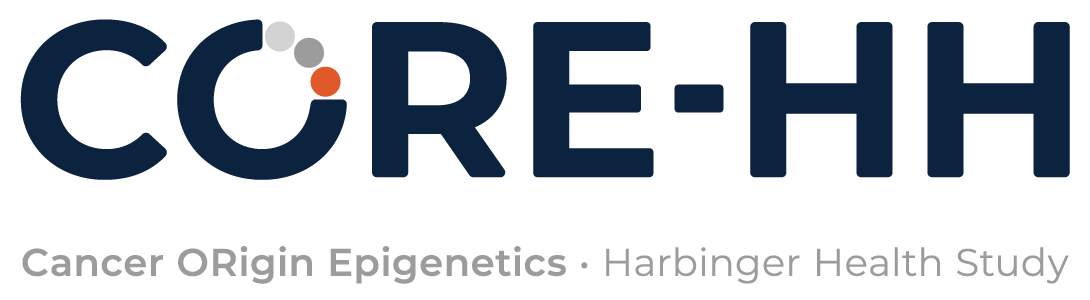 CORE-HH
Cancer ORigin Epigenetics · Harbinger Health Study